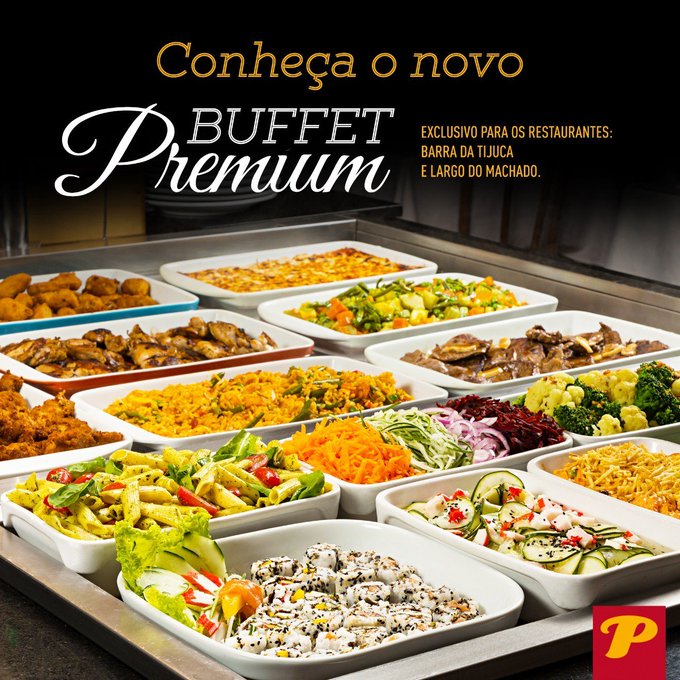 Conheça o novo
BUFFET
Premium
EXCLUSIVO PARA OS RESTAURANTES:
BARRA DA TIJUCA
E LARGO DO MACHADO.
P